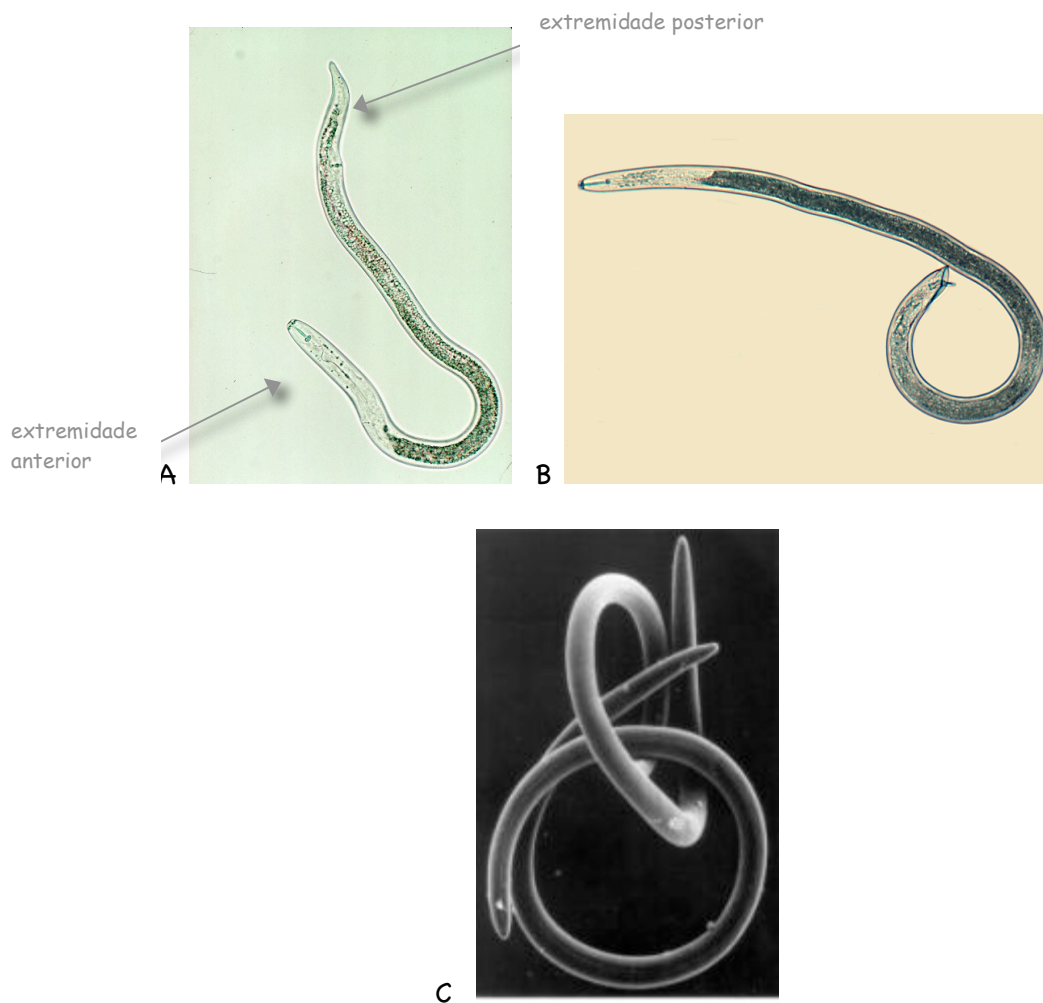 extremidade posterior
extremidade
anterior
A
B
C